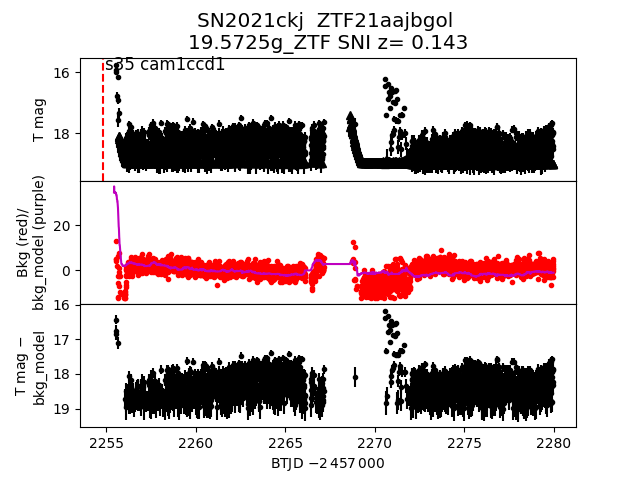 SN2021ckj  ZTF21aajbgol
19.5725g_ZTF SNI z= 0.143
s35 cam1ccd1
T mag
16
18
Bkg (red)/
bkg_model (purple)
20
0
T mag −
bkg_model
16
17
18
19
2255 2260 2265 2270 2275 2280
BTJD −2 457 000